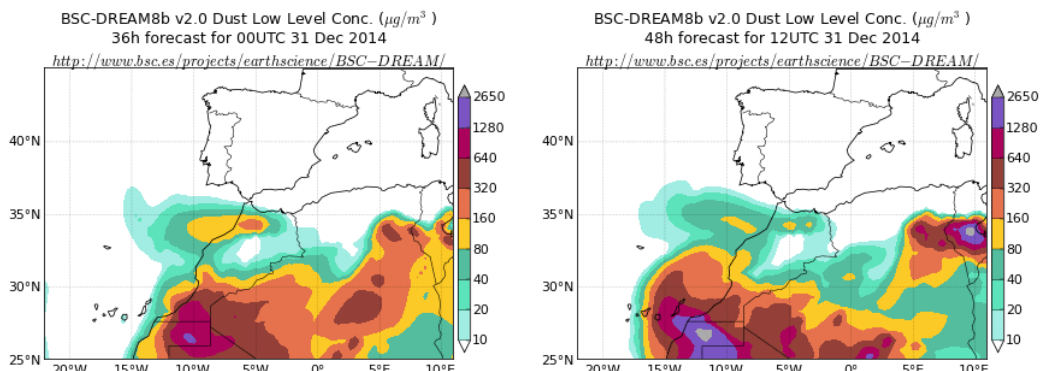 BSC-DREAM8b v2.0 Dust Low Level Conc. (μg/m³ )
36h forecast for 00UTC 31 Dec 2014
http://www.bsc.es/projects/earthscience/BSC−DREAM/
40°N
35°N
30°N
25°N
20°W
15°W
10°W
5°W
0°E
5°E
10°E
2650
1280
640
320
160
80
40
20
10
BSC-DREAM8b v2.0 Dust Low Level Conc. (μg/m³ )
48h forecast for 12UTC 31 Dec 2014
http://www.bsc.es/projects/earthscience/BSC−DREAM/
40°N
35°N
30°N
25°N
20°W
15°W
10°W
5°W
0°E
5°E
10°E
2650
1280
640
320
160
80
40
20
10